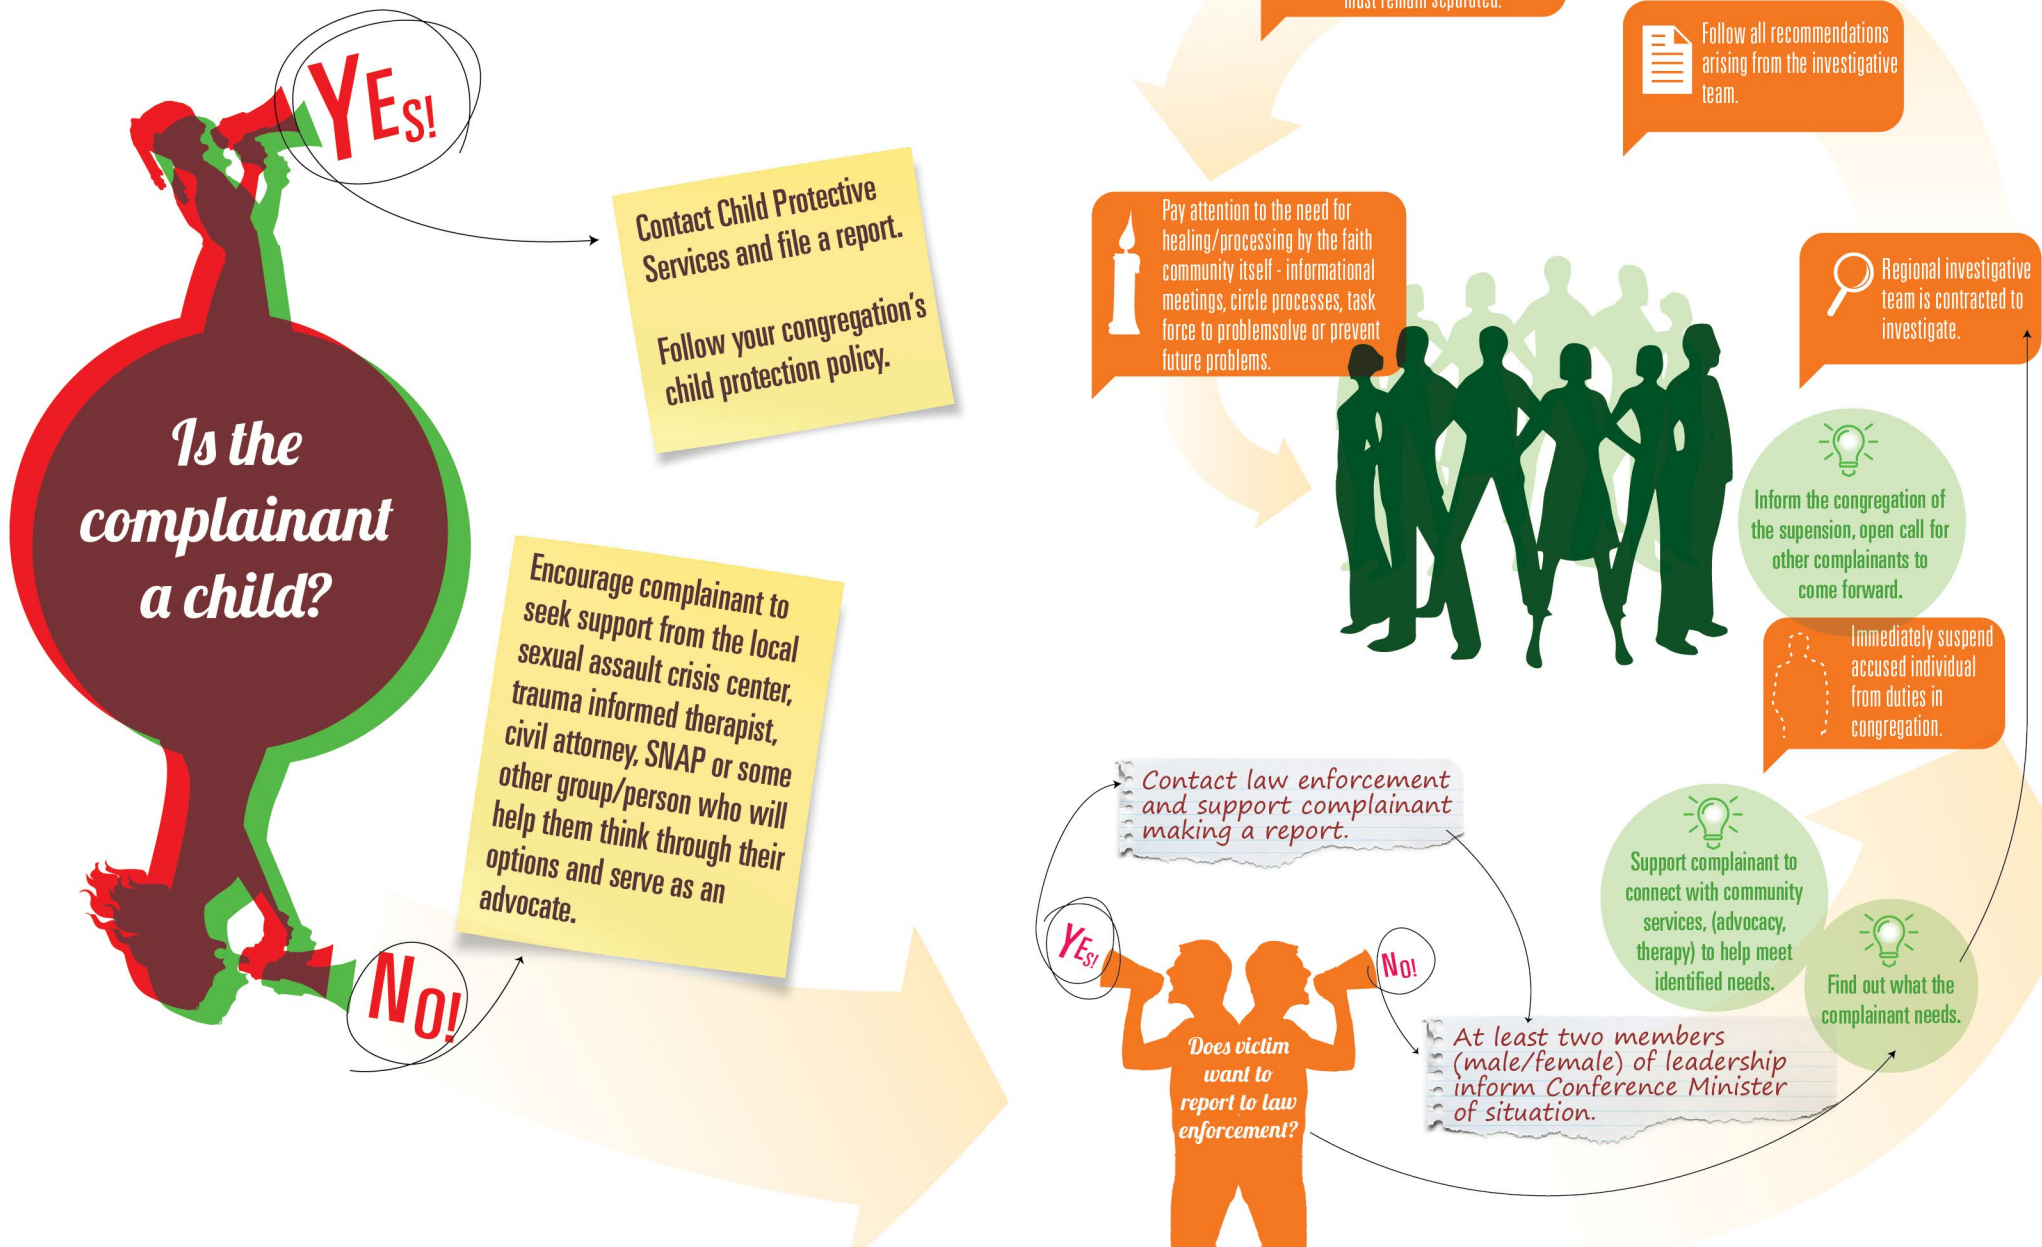 YEs!
Is the
complainant
a child?
No!
Contact Child Protective
Services and file a report.
Follow your congregation's
child protection policy.
Encourage complainant to
seek support from the local
sexual assault crisis center,
trauma informed therapist,
civil attorney, SNAP or some
other group/person who will
help them think through their
options and serve as an
advocate.
must remain separated.
Follow all recommendations
arising from the investigative
team.
Pay attention to the need for
healing/processing by the faith
community itself - informational
meetings, circle processes, task
force to problemsolve or prevent
future problems.
Regional investigative
team is contracted to
investigate.
Inform the congregation of
the supension, open call for
other complainants to
come forward.
Immediately suspend
accused individual
from duties in
congregation.
Contact law enforcement
and support complainant
making a report.
Support complainant to
connect with community
services, (advocacy,
therapy) to help meet
identified needs.
Find out what the
complainant needs.
YEs!
No!
Does victim
want to
report to law
enforcement?
At least two members
(male/female) of leadership
inform Conference Minister
of situation.